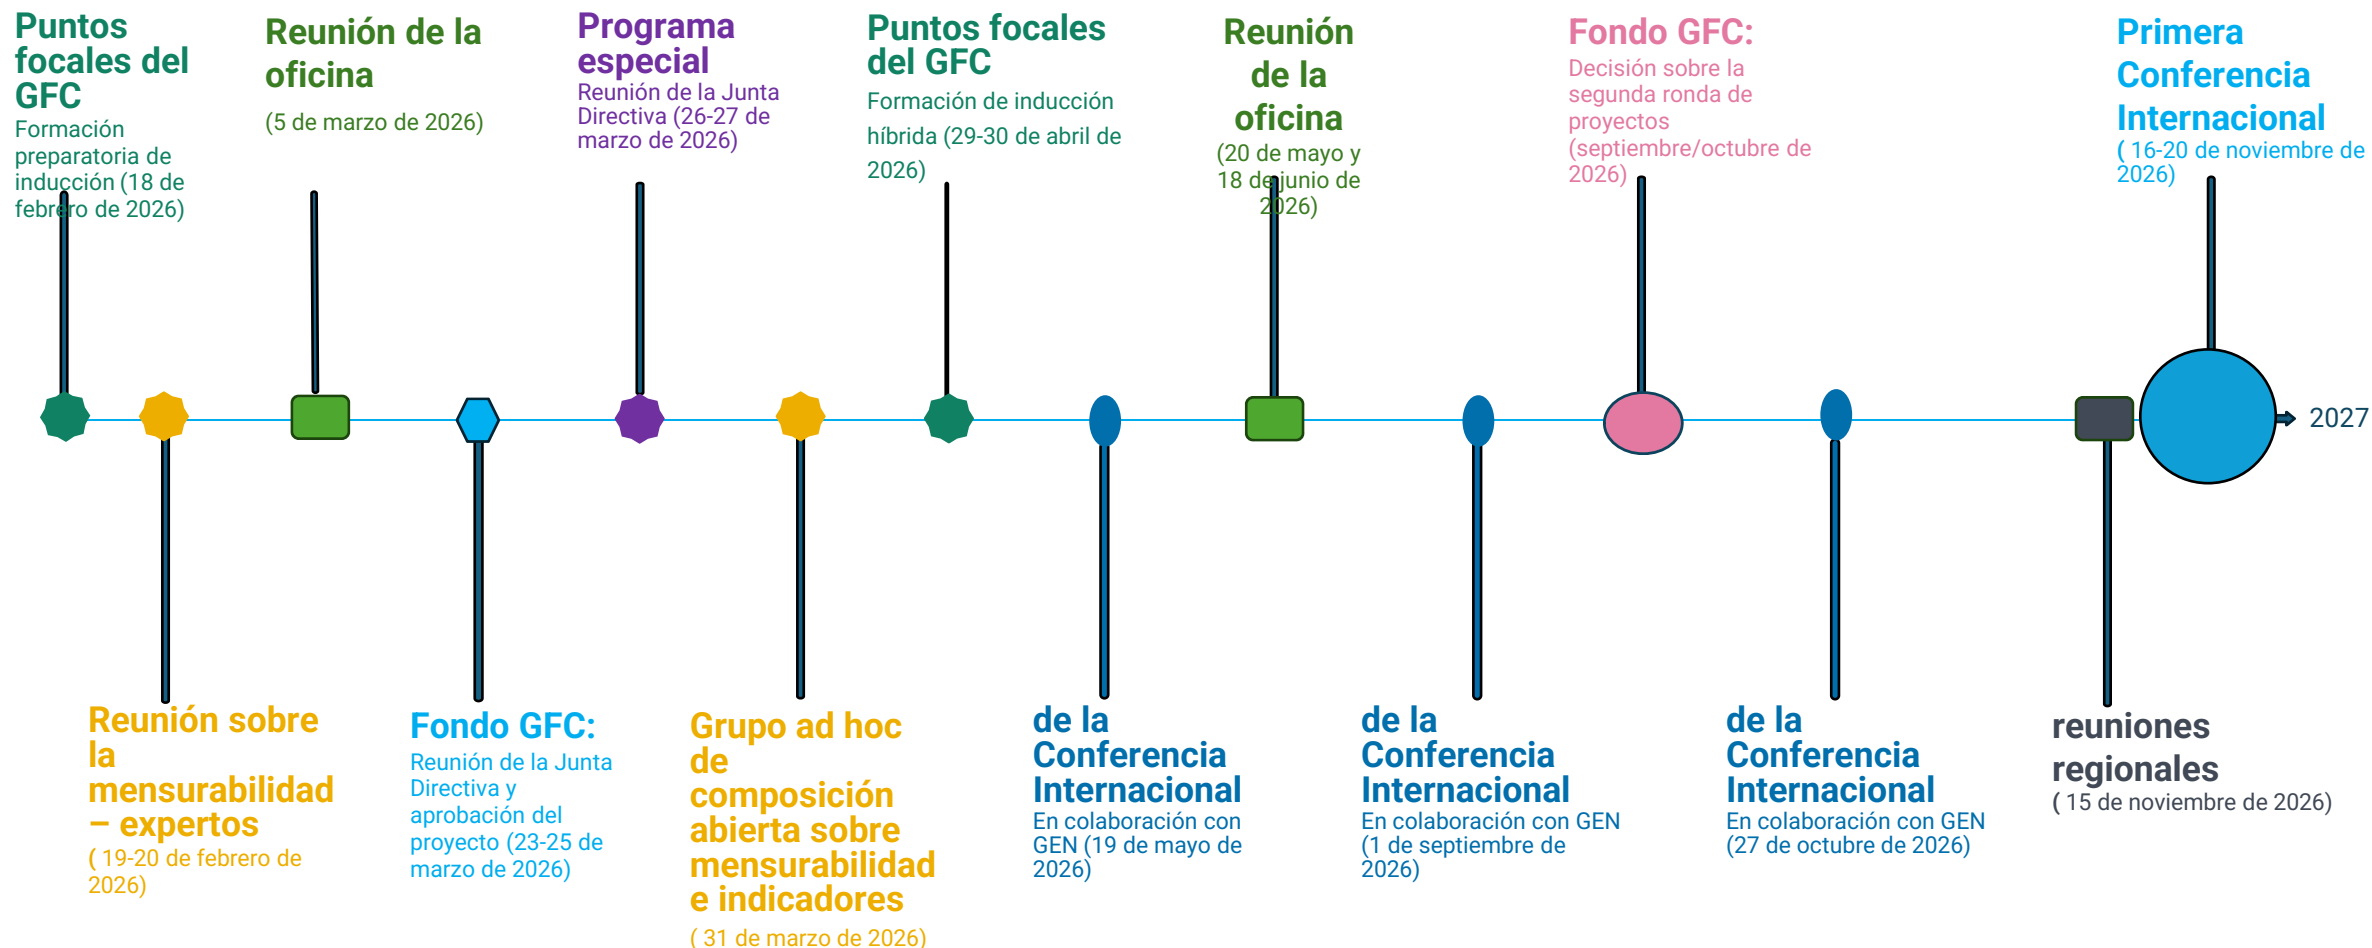 Puntos
focales del
GFC
Formación
preparatoria de
inducción (18 de
febrero de 2026)
Reunión de la
oficina
(5 de marzo de 2026)
Programa
especial
Reunión de la Junta
Directiva (26-27 de
marzo de 2026)
Puntos focales
del GFC
Formación de inducción
híbrida (29-30 de abril de
2026)
Reunión
de la
oficina
(20 de mayo y
18 de junio de
2026)
Fondo GFC:
Decisión sobre la
segunda ronda de
proyectos
(septiembre/octubre de
2026)
Primera
Conferencia
Internacional
( 16-20 de noviembre de
2026)
2027
Reunión sobre
la
mensurabilidad
– expertos
( 19-20 de febrero de
2026)
Fondo GFC:
Reunión de la Junta
Directiva y
aprobación del
proyecto (23-25 de
marzo de 2026)
Grupo ad hoc
de
composición
abierta sobre
mensurabilidad
e indicadores
( 31 de marzo de 2026)
de la
Conferencia
Internacional
En colaboración con
GEN (19 de mayo de
2026)
de la
Conferencia
Internacional
En colaboración con GEN
(1 de septiembre de
2026)
de la
Conferencia
Internacional
En colaboración con GEN
(27 de octubre de 2026)
reuniones
regionales
( 15 de noviembre de 2026)